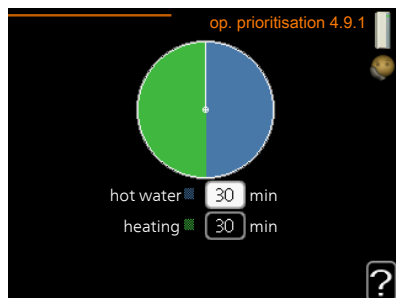 op. prioritisation 4.9.1
hot water 30 min
heating 30 min
?